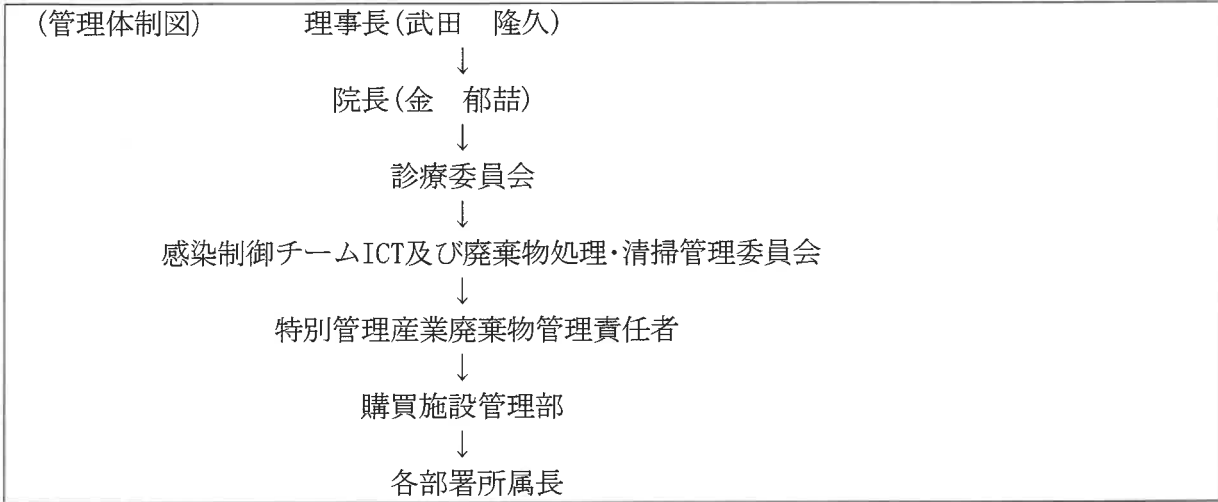 (管理体制図)　理事長(武田　隆久)
↓
院長(金　郁喆)
↓
診療委員会
↓
感染制御チームICT及び廃棄物処理・清掃管理委員会
↓
特別管理産業廃棄物管理責任者
↓
購買施設管理部
↓
各部署所属長